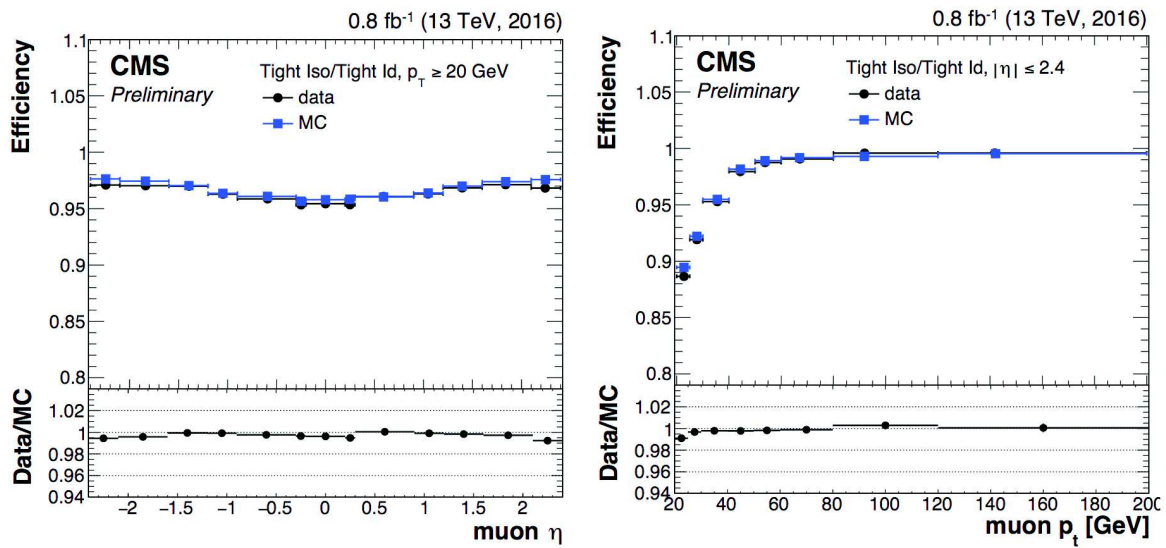 0.8 fb⁻¹ (13 TeV, 2016)
Efficiency
1.1
1.05
1
0.95
0.9
0.85
0.8
CMS
Preliminary
Tight Iso/Tight Id, p_T ≥ 20 GeV
data
MC
Data/MC
1.02
1
0.98
0.96
0.94
−2 −1.5 −1 −0.5 0 0.5 1 1.5 2
muon η
0.8 fb⁻¹ (13 TeV, 2016)
Efficiency
1.1
1.05
1
0.95
0.9
0.85
0.8
CMS
Preliminary
Tight Iso/Tight Id, |η| ≤ 2.4
data
MC
Data/MC
1.02
1
0.98
0.96
0.94
20 40 60 80 100 120 140 160 180 200
muon p_t [GeV]